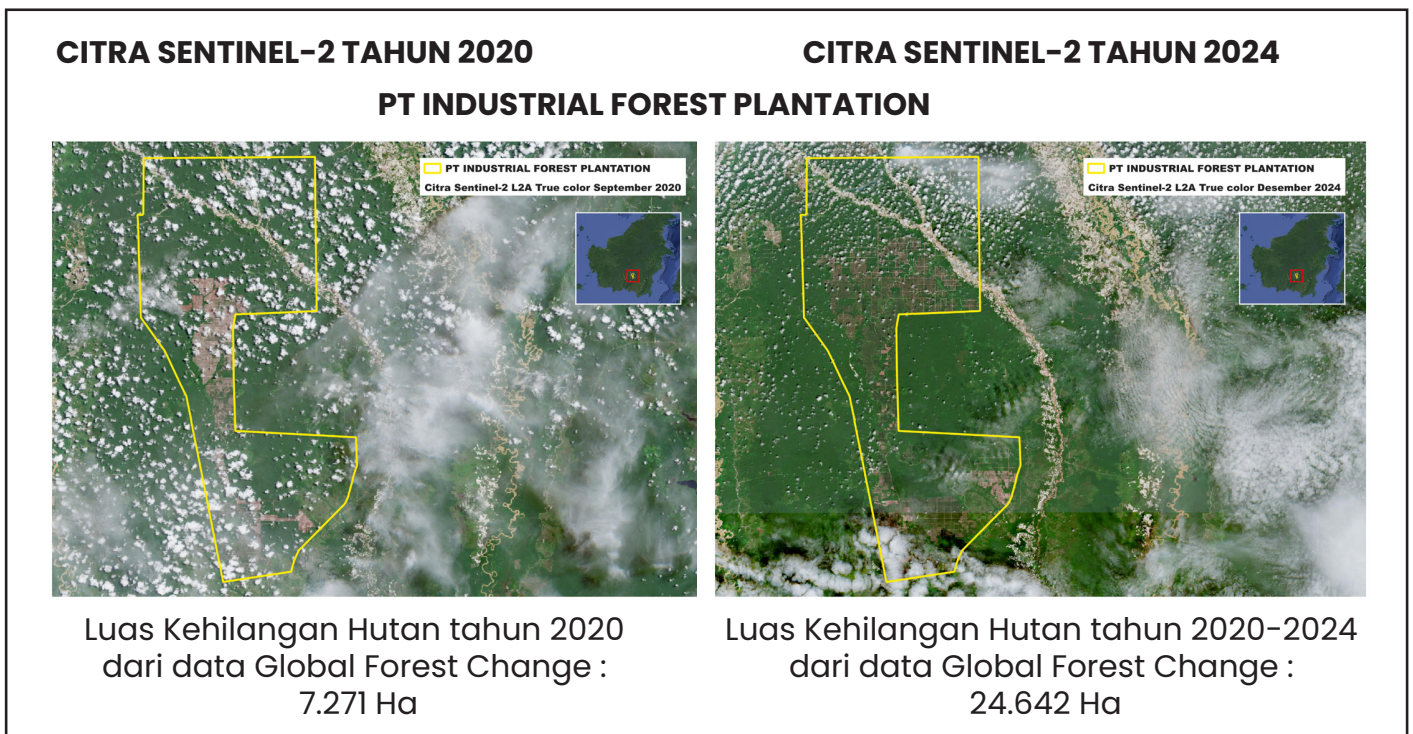 CITRA SENTINEL-2 TAHUN 2020
CITRA SENTINEL-2 TAHUN 2024
PT INDUSTRIAL FOREST PLANTATION
PT INDUSTRIAL FOREST PLANTATION
Citra Sentinel-2 L2A True color September 2020
PT INDUSTRIAL FOREST PLANTATION
Citra Sentinel-2 L2A True color Desember 2024
Luas Kehilangan Hutan tahun 2020
dari data Global Forest Change :
7.271 Ha
Luas Kehilangan Hutan tahun 2020-2024
dari data Global Forest Change :
24.642 Ha